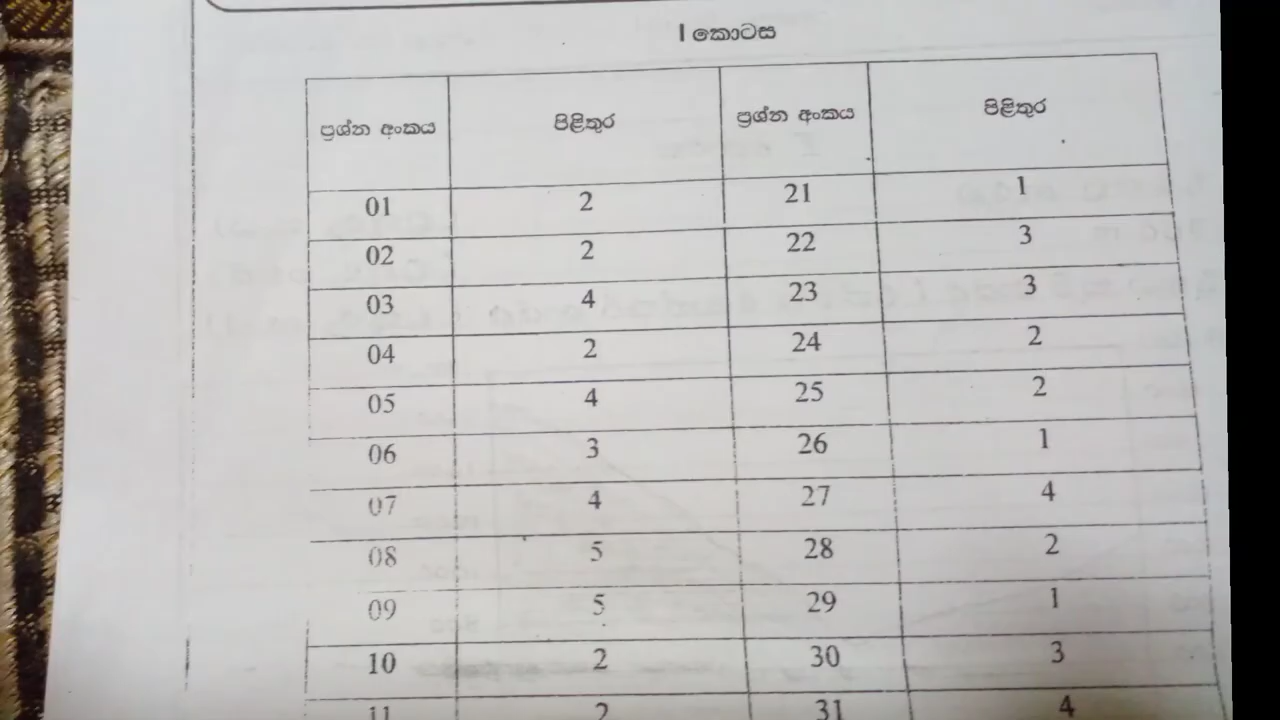 I කොටස
ප්‍රශ්න අංකය පිළිතුර ප්‍රශ්න අංකය පිළිතුර
01 2 21 1
02 2 22 3
03 4 23 3
04 2 24 2
05 4 25 2
06 3 26 1
07 4 27 4
08 5 28 2
09 5 29 1
10 2 30 3
11 2 31 4